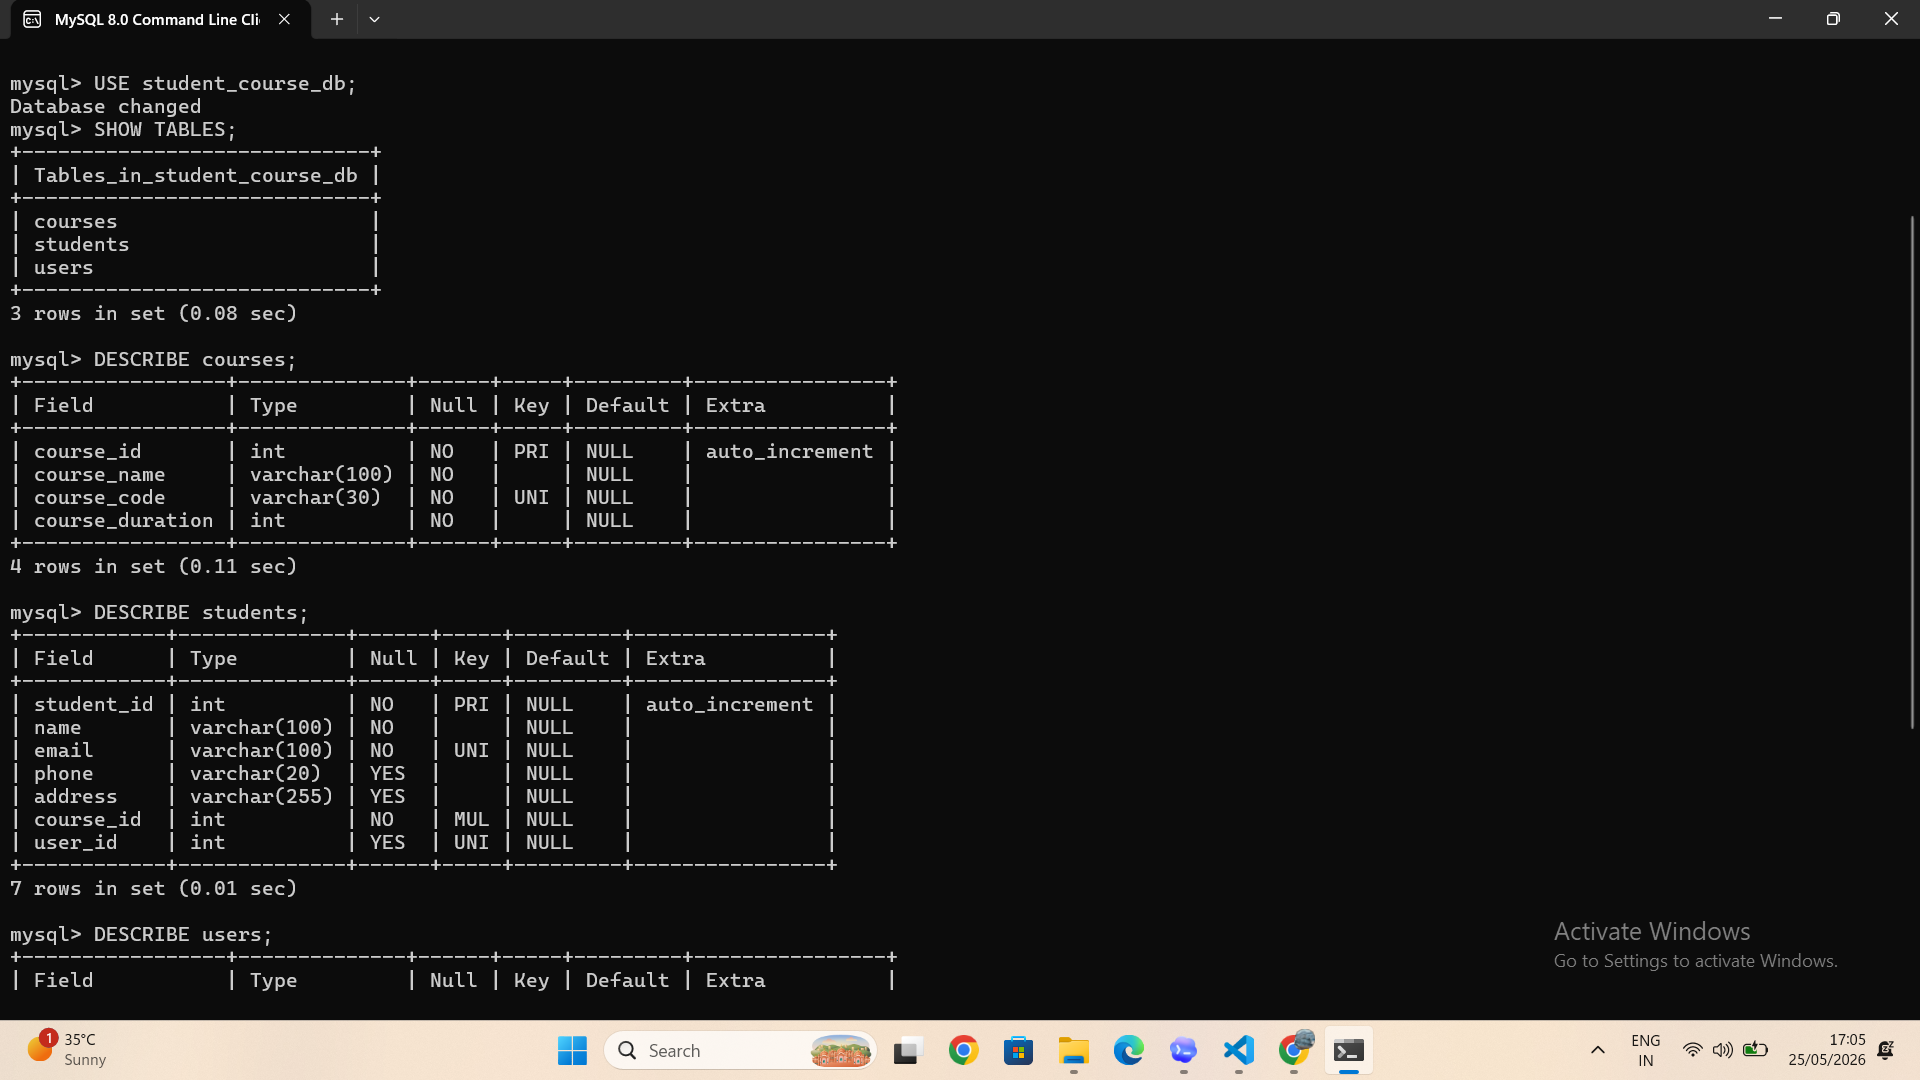 MySQL 8.0 Command Line Cli
mysql> USE student_course_db;
Database changed
mysql> SHOW TABLES;
+-----------------------------+
| Tables_in_student_course_db |
+-----------------------------+
| courses                     |
| students                    |
| users                       |
+-----------------------------+
3 rows in set (0.08 sec)
mysql> DESCRIBE courses;
+-----------------+--------------+------+-----+---------+----------------+
| Field           | Type         | Null | Key | Default | Extra          |
+-----------------+--------------+------+-----+---------+----------------+
| course_id       | int          | NO   | PRI | NULL    | auto_increment |
| course_name     | varchar(100) | NO   |     | NULL    |                |
| course_code     | varchar(30)  | NO   | UNI | NULL    |                |
| course_duration | int          | NO   |     | NULL    |                |
+-----------------+--------------+------+-----+---------+----------------+
4 rows in set (0.11 sec)
mysql> DESCRIBE students;
+------------+--------------+------+-----+---------+----------------+
| Field      | Type         | Null | Key | Default | Extra          |
+------------+--------------+------+-----+---------+----------------+
| student_id | int          | NO   | PRI | NULL    | auto_increment |
| name       | varchar(100) | NO   |     | NULL    |                |
| email      | varchar(100) | NO   | UNI | NULL    |                |
| phone      | varchar(20)  | YES  |     | NULL    |                |
| address    | varchar(255) | YES  |     | NULL    |                |
| course_id  | int          | NO   | MUL | NULL    |                |
| user_id    | int          | YES  | UNI | NULL    |                |
+------------+--------------+------+-----+---------+----------------+
7 rows in set (0.01 sec)
mysql> DESCRIBE users;
+-----------------+--------------+------+-----+---------+----------------+
| Field           | Type         | Null | Key | Default | Extra          |
Activate Windows
Go to Settings to activate Windows.
1
35°C
Sunny
Search
ENG
IN
17:05
25/05/2026